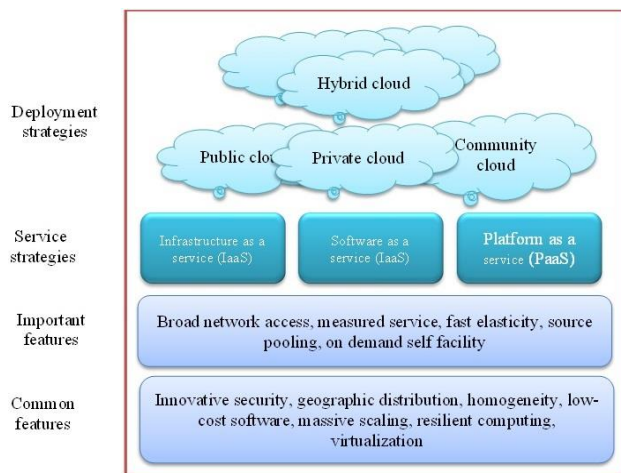 Deployment
strategies
Hybrid cloud
Public clou
Private cloud
Community
cloud
Service
strategies
Infrastructure as a
service (IaaS)
Software as a
service (IaaS)
Platform as a
service (PaaS)
Important
features
Broad network access, measured service, fast elasticity, source
pooling, on demand self facility
Common
features
Innovative security, geographic distribution, homogeneity, low-
cost software, massive scaling, resilient computing,
virtualization